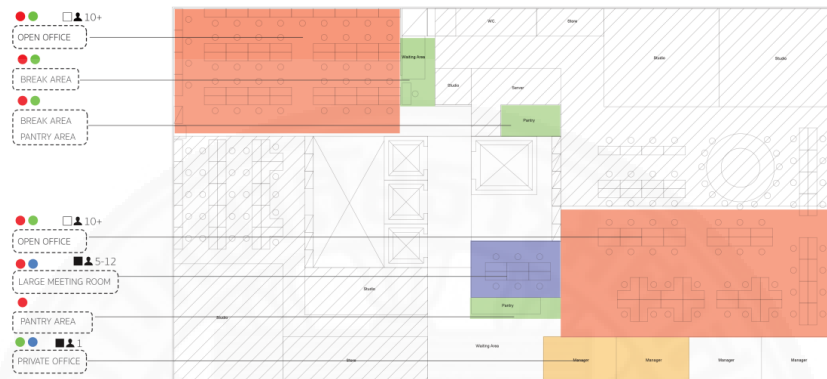 10+
OPEN OFFICE
BREAK AREA
BREAK AREA
PANTRY AREA
10+
OPEN OFFICE
5-12
LARGE MEETING ROOM
PANTRY AREA
1
PRIVATE OFFICE
WC
Store
Waiting Area
Studio
Server
Studio
Studio
Pantry
Studio
Pantry
Studio
Waiting Area
Store
Manager
Manager
Manager
Manager